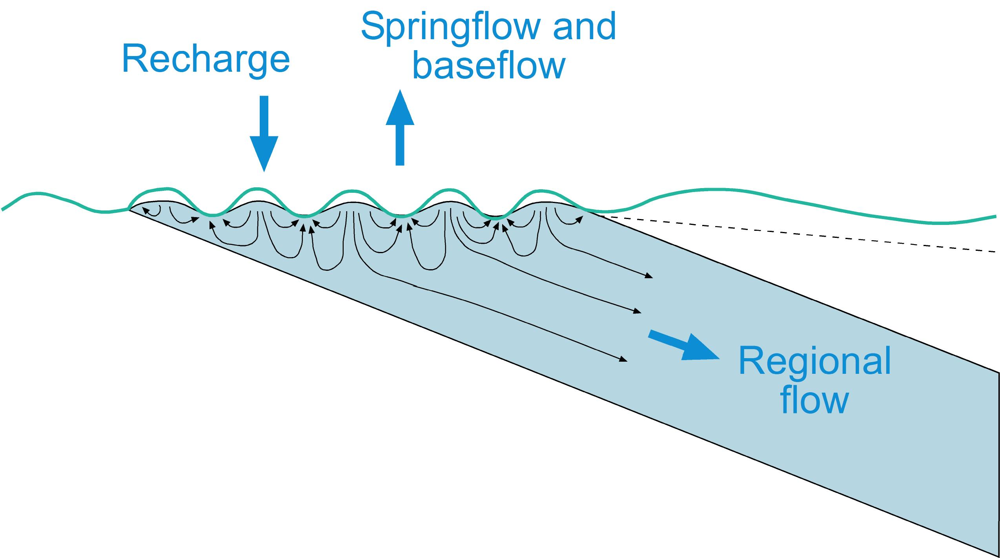 Recharge
Springflow and
baseflow
Regional
flow